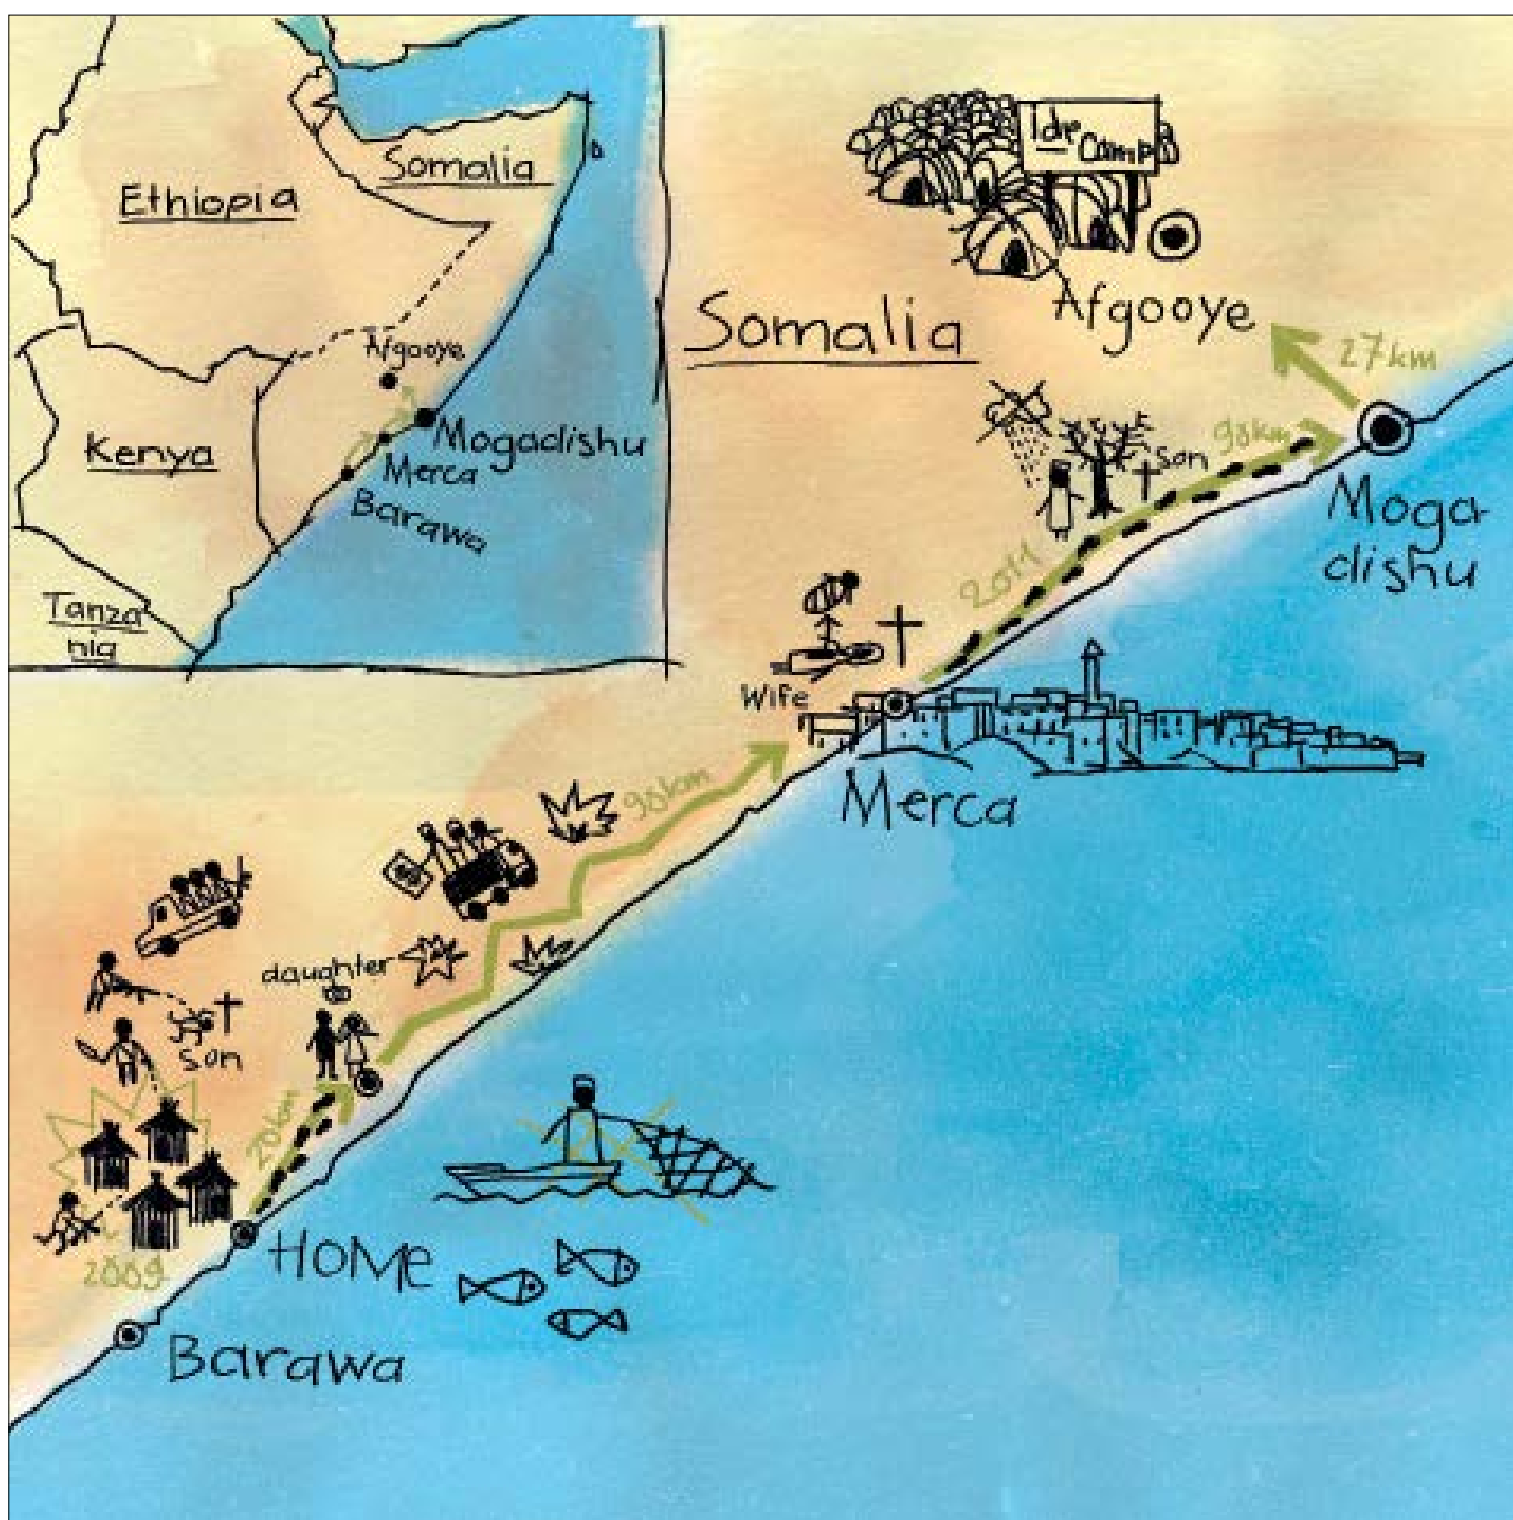 Somalia
Ethiopia
Afgooye
Kenya
Mogadishu
Merca
Barawa
Tanza
nia
Idp Camp
Afgooye
Somalia
27km
98km
son
Moga
dishu
2011
Wife
98km
Merca
daughter
son
20km
HOME
2009
Barawa